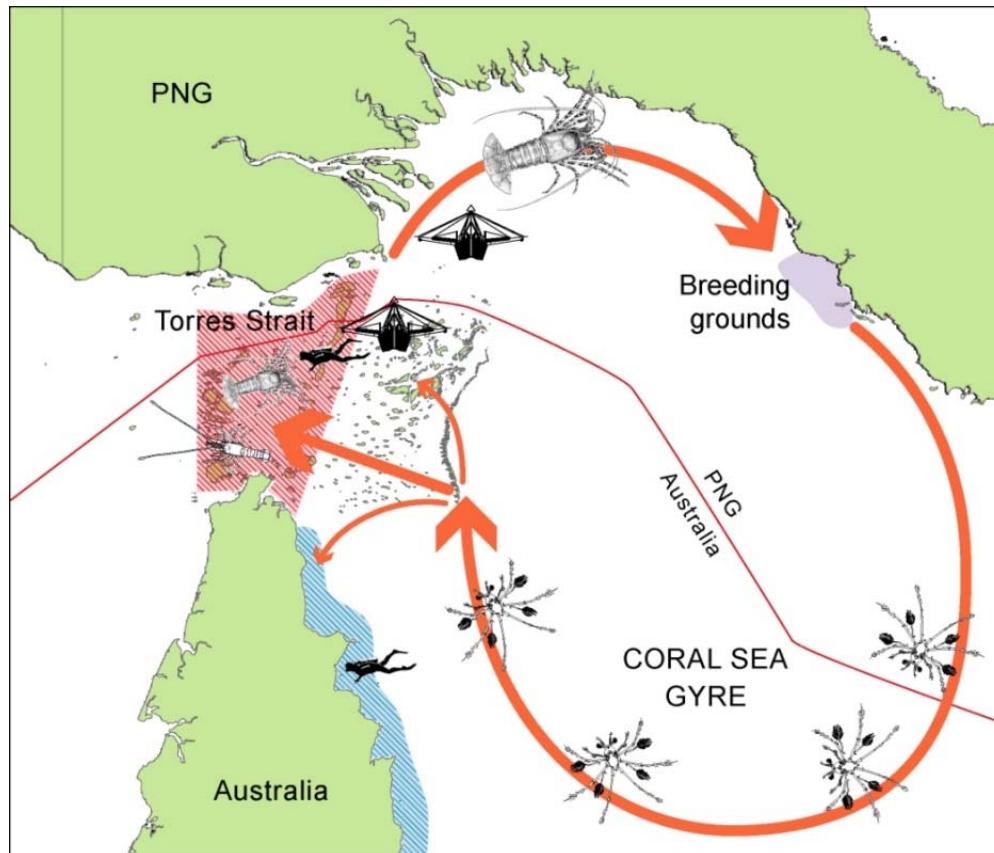 PNG
Torres Strait
Breeding
grounds
PNG
Australia
CORAL SEA
GYRE
Australia